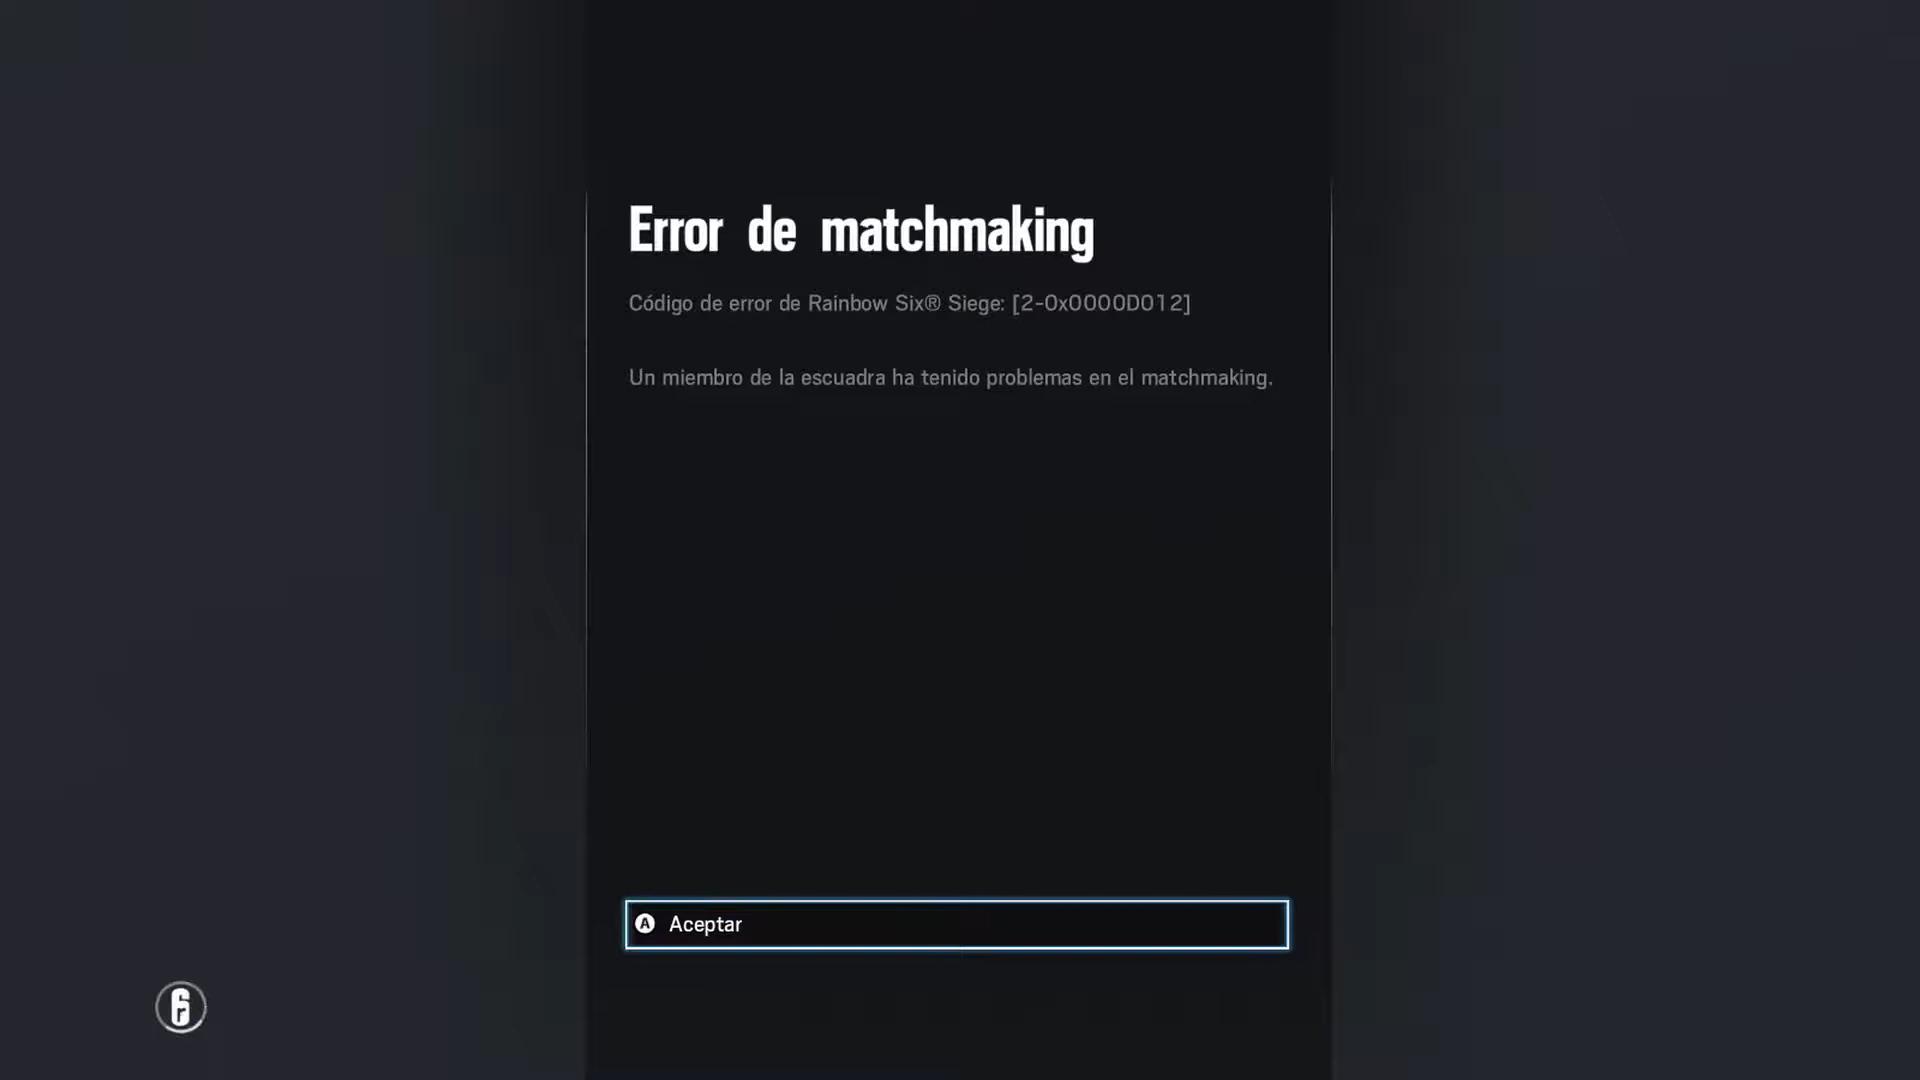 Error de matchmaking
Código de error de Rainbow Six® Siege: [2-0x0000D012]
Un miembro de la escuadra ha tenido problemas en el matchmaking.
A Aceptar
6